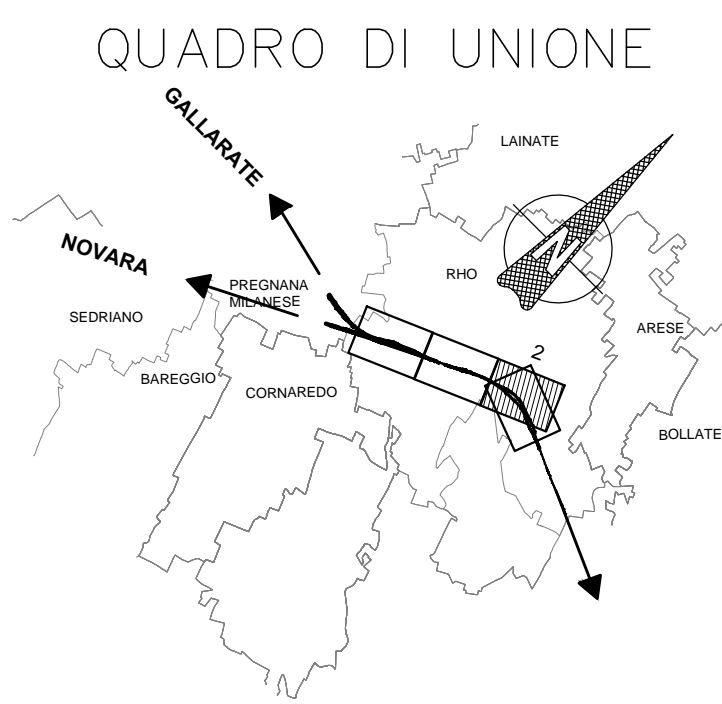 QUADRO DI UNIONE
GALLARATE
LAINATE
NOVARA
N
RHO
PREGNANA
MILANESE
SEDRIANO
ARESE
2
BAREGGIO
CORNAREDO
BOLLATE